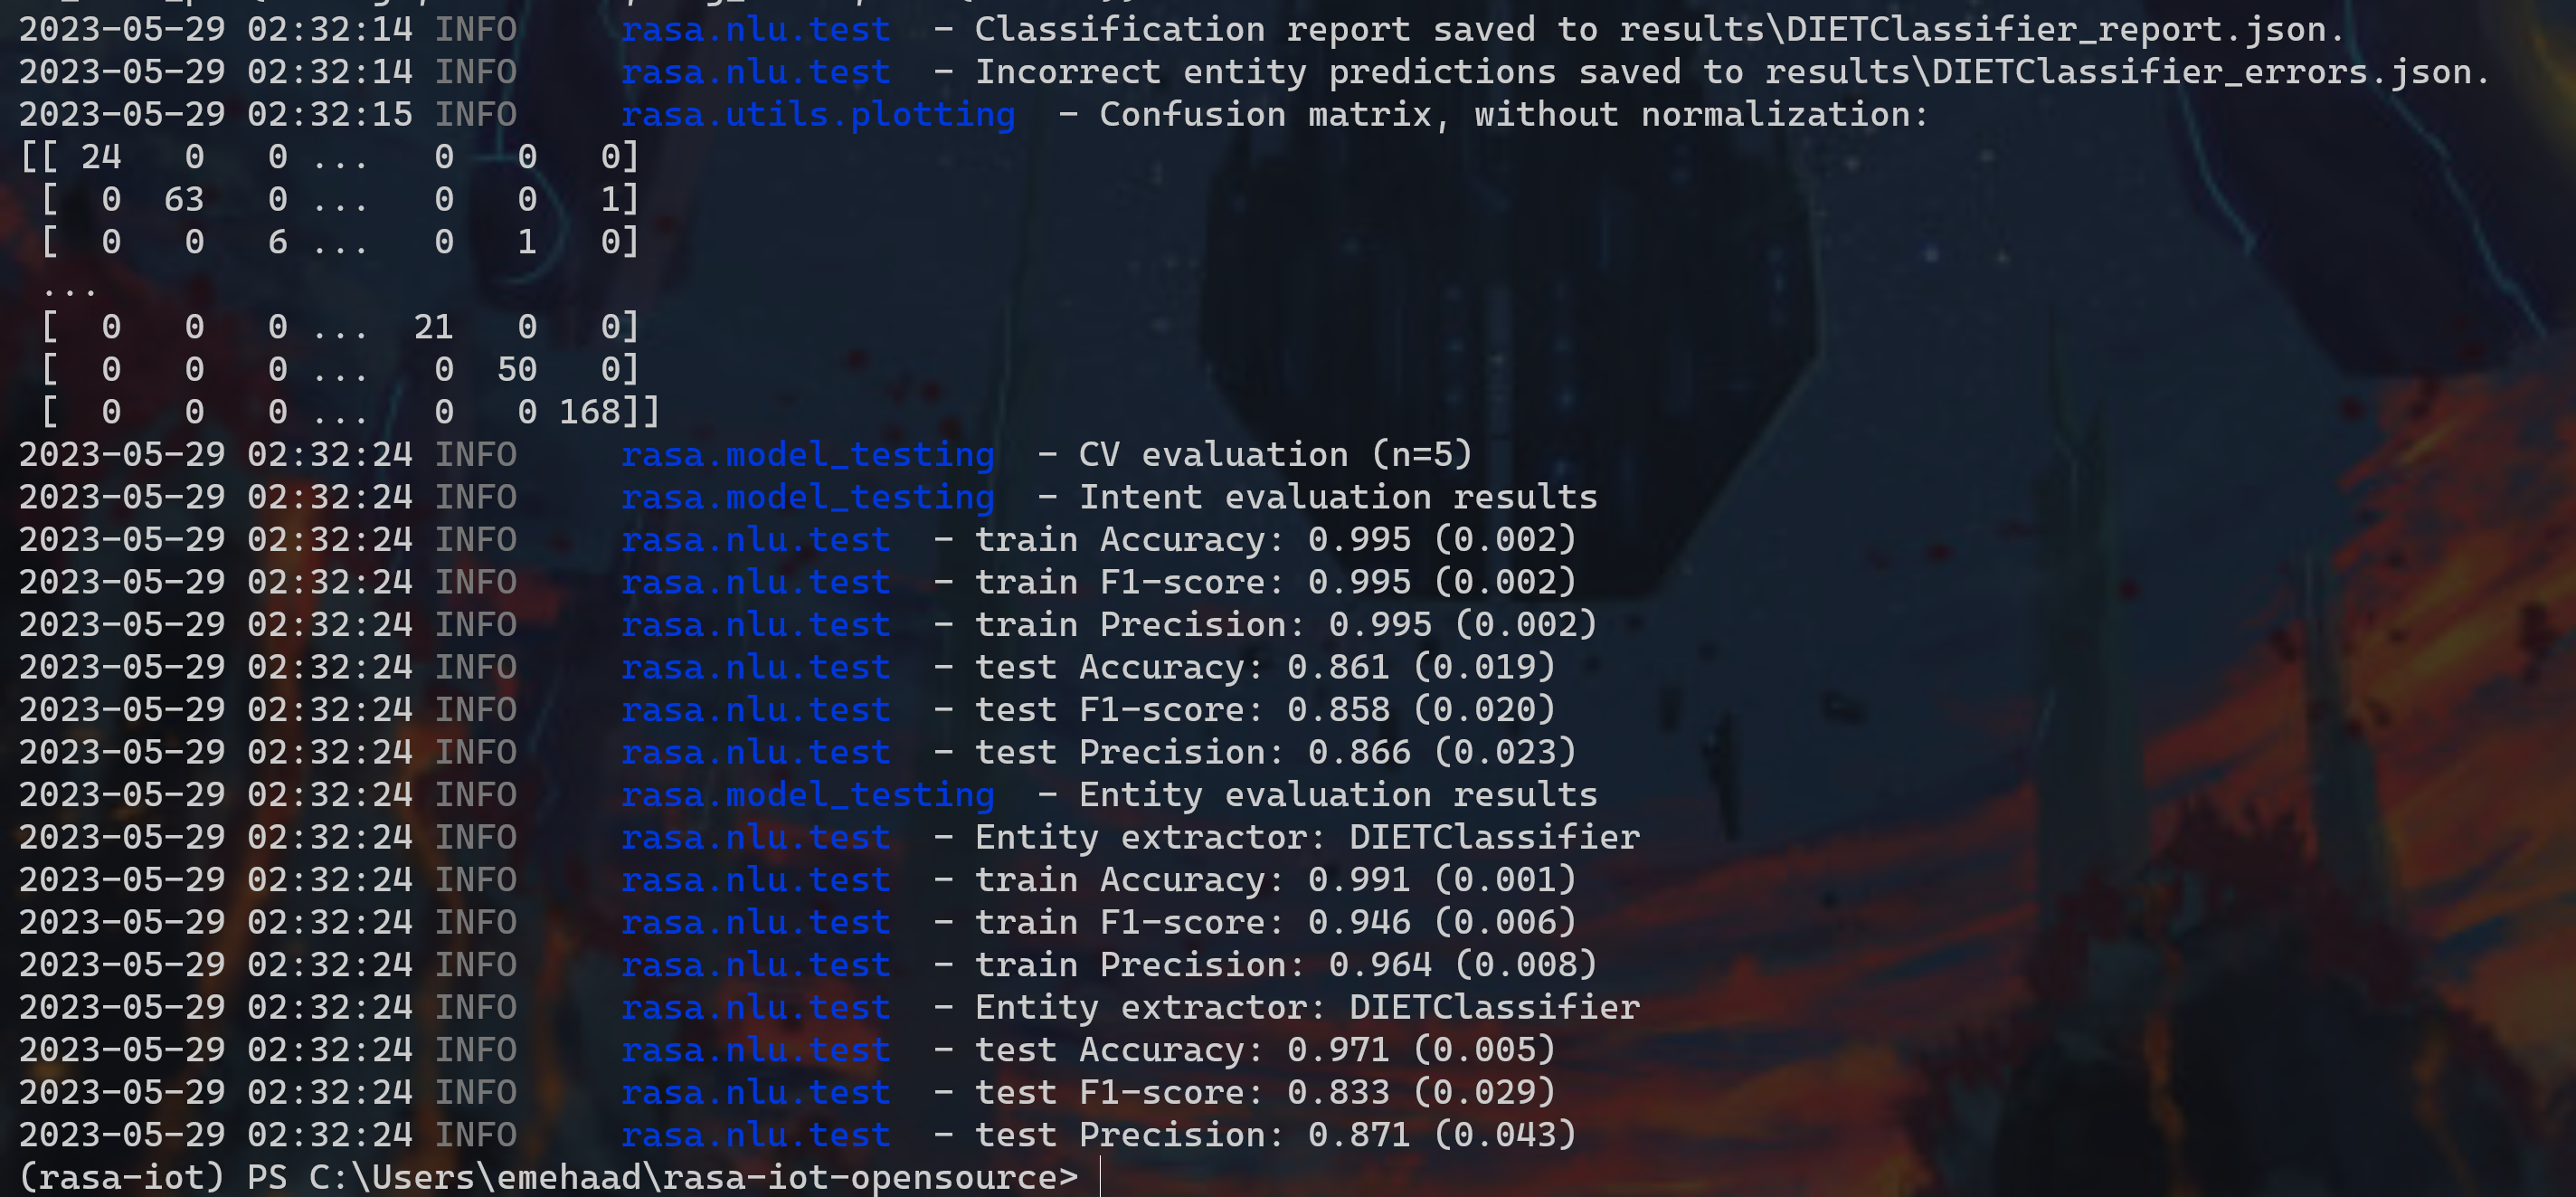 2023-05-29 02:32:14 INFO     rasa.nlu.test  - Classification report saved to results\DIETClassifier_report.json.
2023-05-29 02:32:14 INFO     rasa.nlu.test  - Incorrect entity predictions saved to results\DIETClassifier_errors.json.
2023-05-29 02:32:15 INFO     rasa.utils.plotting  - Confusion matrix, without normalization:
[[ 24   0   0 ...   0   0   0]
 [  0  63   0 ...   0   0   1]
 [  0   0   6 ...   0   1   0]
 ...
 [  0   0   0 ...  21   0   0]
 [  0   0   0 ...   0  50   0]
 [  0   0   0 ...   0   0 168]]
2023-05-29 02:32:24 INFO     rasa.model_testing  - CV evaluation (n=5)
2023-05-29 02:32:24 INFO     rasa.model_testing  - Intent evaluation results
2023-05-29 02:32:24 INFO     rasa.nlu.test  - train Accuracy: 0.995 (0.002)
2023-05-29 02:32:24 INFO     rasa.nlu.test  - train F1-score: 0.995 (0.002)
2023-05-29 02:32:24 INFO     rasa.nlu.test  - train Precision: 0.995 (0.002)
2023-05-29 02:32:24 INFO     rasa.nlu.test  - test Accuracy: 0.861 (0.019)
2023-05-29 02:32:24 INFO     rasa.nlu.test  - test F1-score: 0.858 (0.020)
2023-05-29 02:32:24 INFO     rasa.nlu.test  - test Precision: 0.866 (0.023)
2023-05-29 02:32:24 INFO     rasa.model_testing  - Entity evaluation results
2023-05-29 02:32:24 INFO     rasa.nlu.test  - Entity extractor: DIETClassifier
2023-05-29 02:32:24 INFO     rasa.nlu.test  - train Accuracy: 0.991 (0.001)
2023-05-29 02:32:24 INFO     rasa.nlu.test  - train F1-score: 0.946 (0.006)
2023-05-29 02:32:24 INFO     rasa.nlu.test  - train Precision: 0.964 (0.008)
2023-05-29 02:32:24 INFO     rasa.nlu.test  - Entity extractor: DIETClassifier
2023-05-29 02:32:24 INFO     rasa.nlu.test  - test Accuracy: 0.971 (0.005)
2023-05-29 02:32:24 INFO     rasa.nlu.test  - test F1-score: 0.833 (0.029)
2023-05-29 02:32:24 INFO     rasa.nlu.test  - test Precision: 0.871 (0.043)
(rasa-iot) PS C:\Users\emehaad\rasa-iot-opensource>